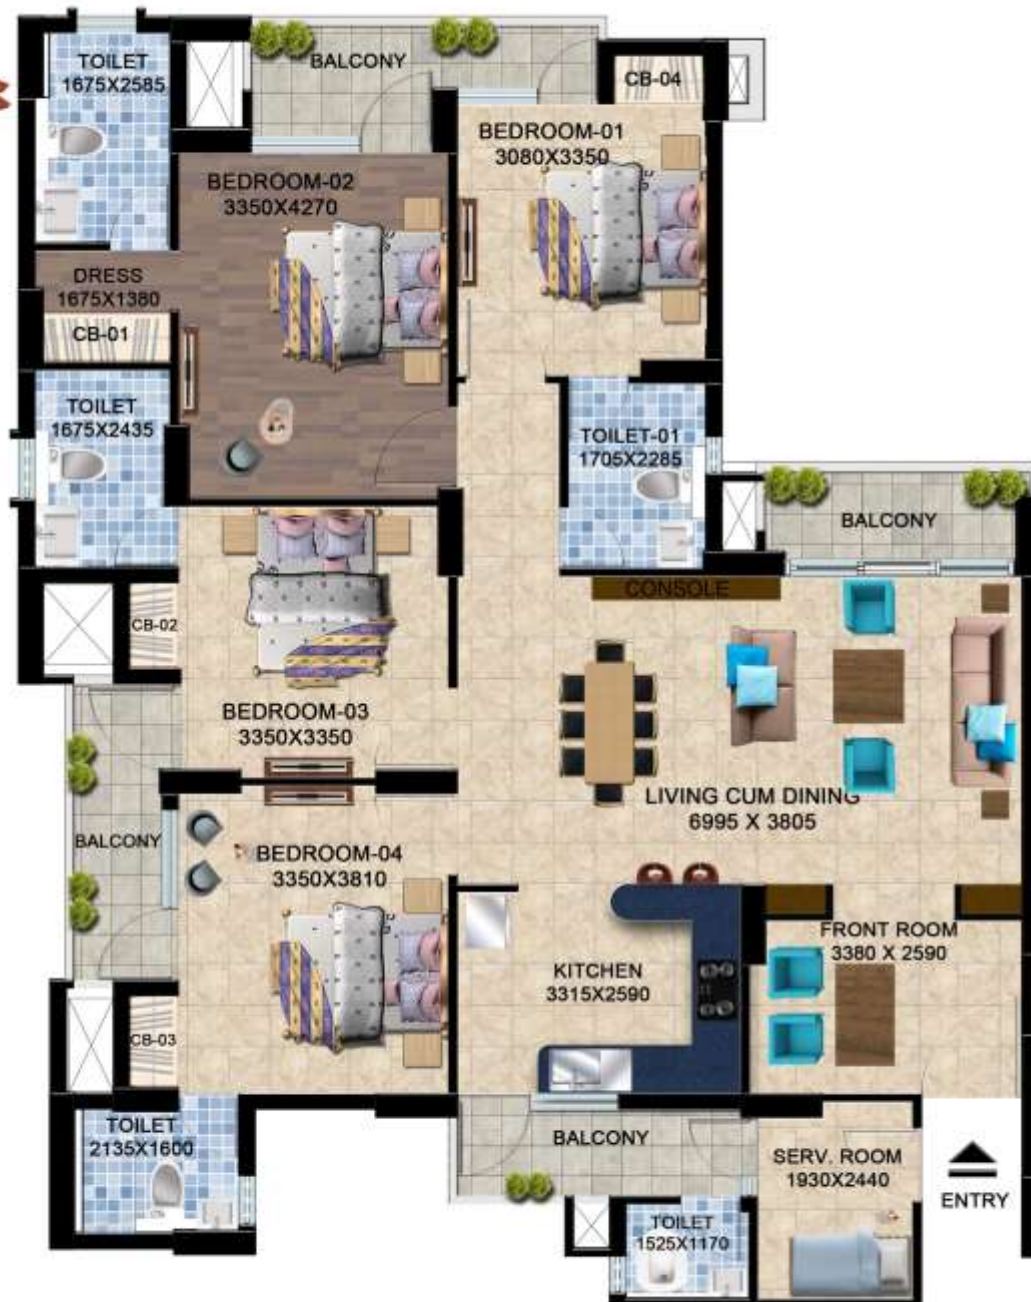 TOILET
1675X2585
BALCONY
CB-04
BEDROOM-01
3080X3350
BEDROOM-02
3350X4270
DRESS
1675X1380
CB-01
TOILET
1675X2435
TOILET-01
1705X2285
BALCONY
CONSOLE
CB-02
BEDROOM-03
3350X3350
LIVING CUM DINING
6995 X 3805
BALCONY
BEDROOM-04
3350X3810
FRONT ROOM
3380 X 2590
KITCHEN
3315X2590
CB-03
TOILET
2135X1600
BALCONY
SERV. ROOM
1930X2440
ENTRY
TOILET
1525X1170